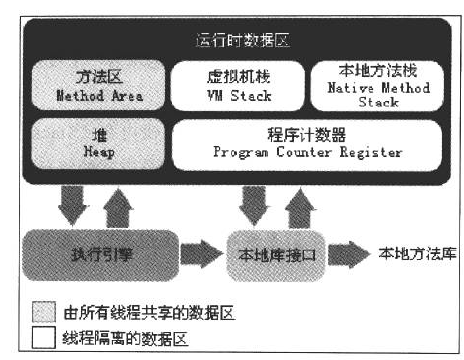 运行时数据区
方法区
Method Area
虚拟机栈
VM Stack
本地方法栈
Native Method
Stack
堆
Heap
程序计数器
Program Counter Register
执行引擎
本地库接口
本地方法库
由所有线程共享的数据区
线程隔离的数据区